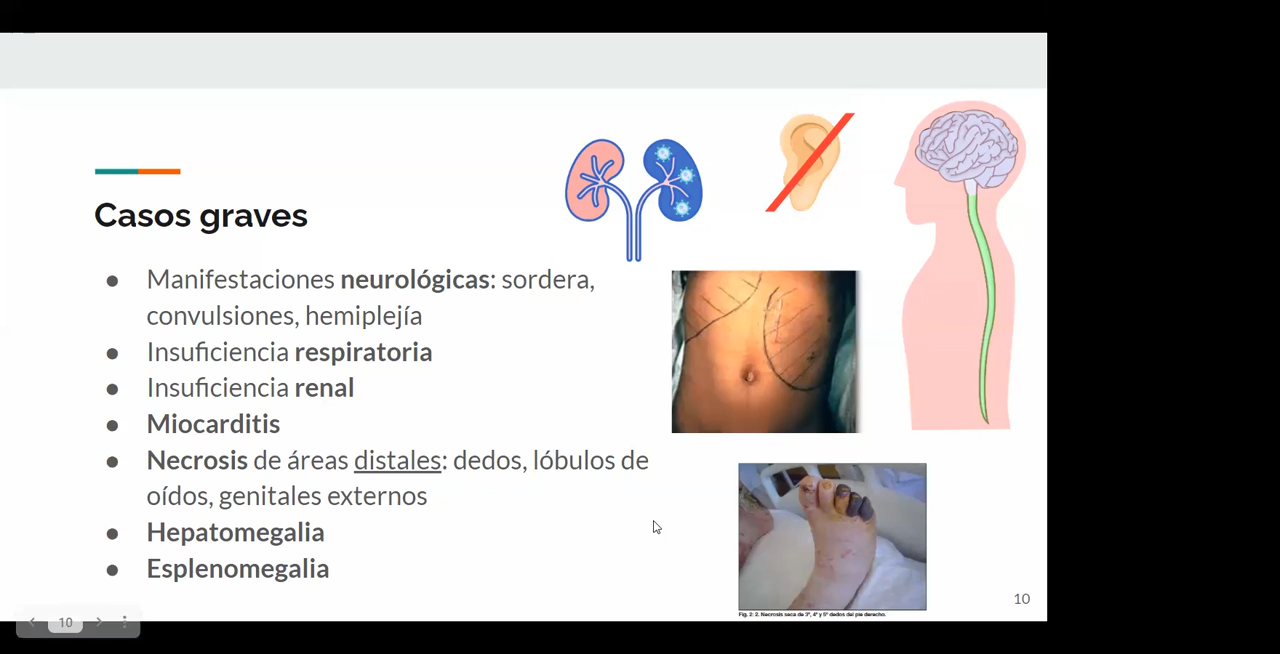 Casos graves
● Manifestaciones neurológicas: sordera,
convulsiones, hemiplejía
● Insuficiencia respiratoria
● Insuficiencia renal
● Miocarditis
● Necrosis de áreas distales: dedos, lóbulos de
oídos, genitales externos
● Hepatomegalia
● Esplenomegalia
Fig. 2: 2. Necrosis seca de 3º, 4º y 5º dedos del pie derecho.
10
10